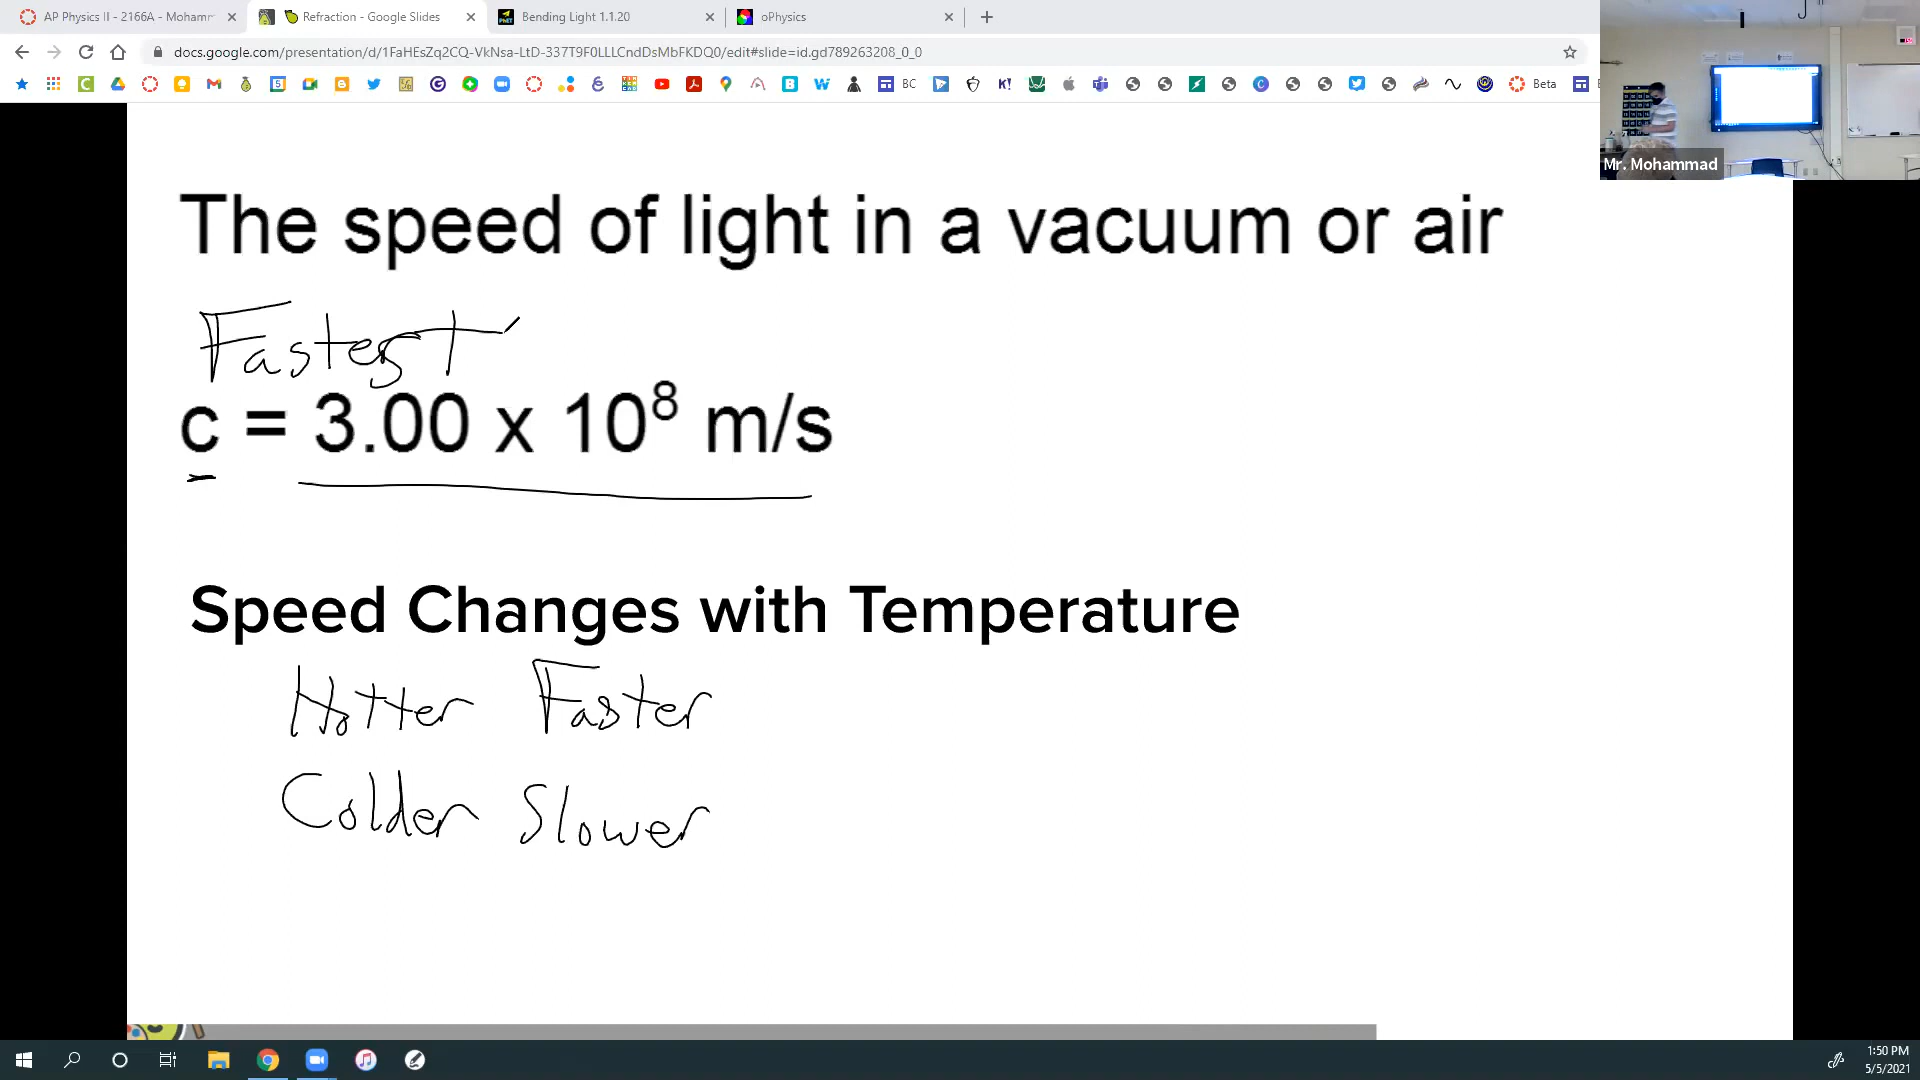 AP Physics II - 2166A - Mohamm
Refraction - Google Slides
Bending Light 1.1.20
oPhysics
docs.google.com/presentation/d/1FaHEsZq2CQ-VkNsa-LtD-337T9F0LLLCndDsMbFKDQ0/edit#slide=id.gd789263208_0_0
BC
Beta
Mr. Mohammad
The speed of light in a vacuum or air
Fastest
c = 3.00 x 10⁸ m/s
Speed Changes with Temperature
Hotter Faster
Colder Slower
1:50 PM
5/5/2021